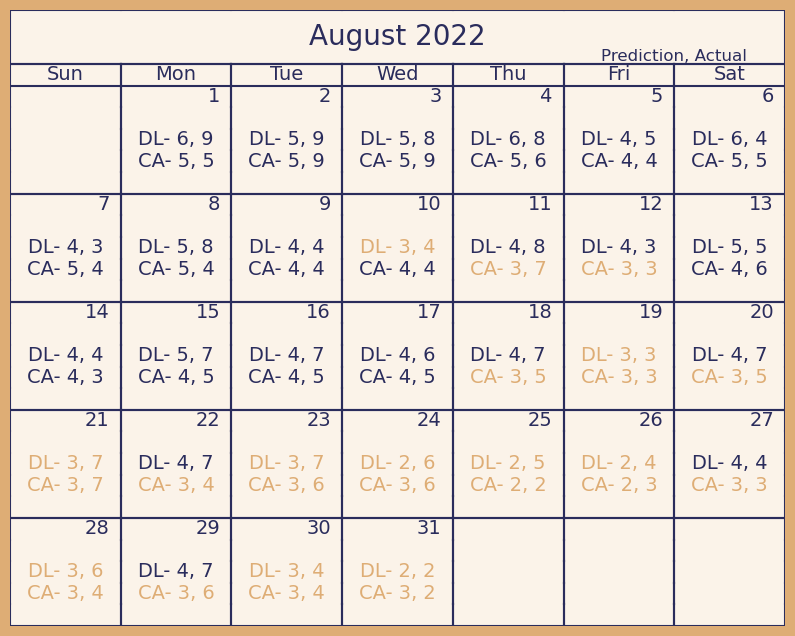 August 2022
Prediction, Actual
Sun Mon Tue Wed Thu Fri Sat
1 2 3 4 5 6
DL- 6, 9 DL- 5, 9 DL- 5, 8 DL- 6, 8 DL- 4, 5 DL- 6, 4
CA- 5, 5 CA- 5, 9 CA- 5, 9 CA- 5, 6 CA- 4, 4 CA- 5, 5
7 8 9 10 11 12 13
DL- 4, 3 DL- 5, 8 DL- 4, 4 DL- 3, 4 DL- 4, 8 DL- 4, 3 DL- 5, 5
CA- 5, 4 CA- 5, 4 CA- 4, 4 CA- 4, 4 CA- 3, 7 CA- 3, 3 CA- 4, 6
14 15 16 17 18 19 20
DL- 4, 4 DL- 5, 7 DL- 4, 7 DL- 4, 6 DL- 4, 7 DL- 3, 3 DL- 4, 7
CA- 4, 3 CA- 4, 5 CA- 4, 5 CA- 4, 5 CA- 3, 5 CA- 3, 3 CA- 3, 5
21 22 23 24 25 26 27
DL- 3, 7 DL- 4, 7 DL- 3, 7 DL- 2, 6 DL- 2, 5 DL- 2, 4 DL- 4, 4
CA- 3, 7 CA- 3, 4 CA- 3, 6 CA- 3, 6 CA- 2, 2 CA- 2, 3 CA- 3, 3
28 29 30 31
DL- 3, 6 DL- 4, 7 DL- 3, 4 DL- 2, 2
CA- 3, 4 CA- 3, 6 CA- 3, 4 CA- 3, 2